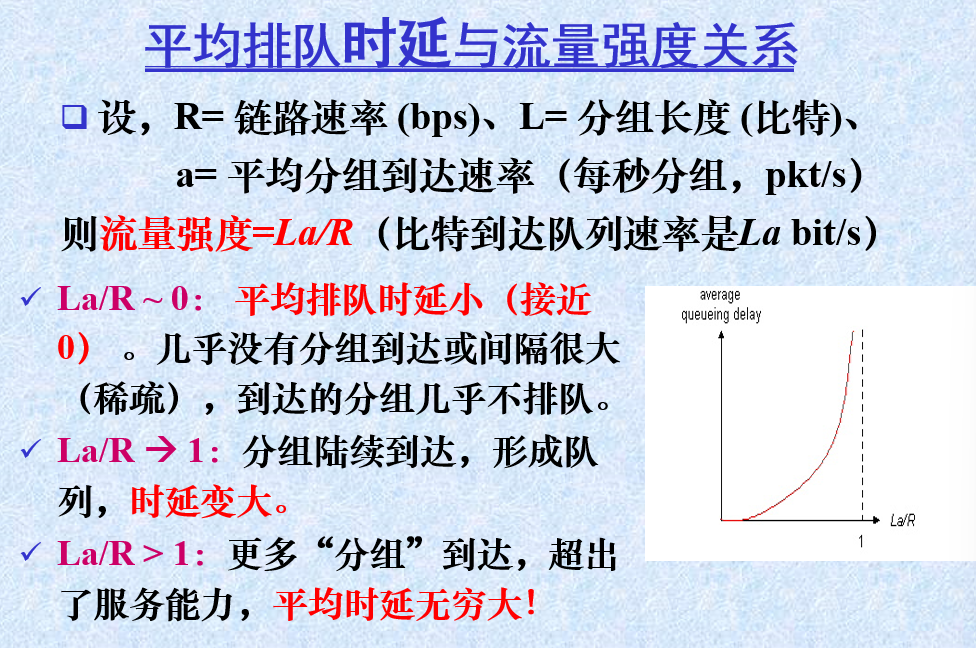 平均排队时延与流量强度关系
设，R= 链路速率 (bps)、L= 分组长度 (比特)、
a= 平均分组到达速率（每秒分组，pkt/s）
则流量强度=La/R（比特到达队列速率是La bit/s）
La/R ~ 0： 平均排队时延小（接近
0） 。几乎没有分组到达或间隔很大
（稀疏），到达的分组几乎不排队。
La/R → 1：分组陆续到达，形成队
列，时延变大。
La/R > 1：更多“分组”到达，超出
了服务能力，平均时延无穷大！
average
queueing delay
La/R
1